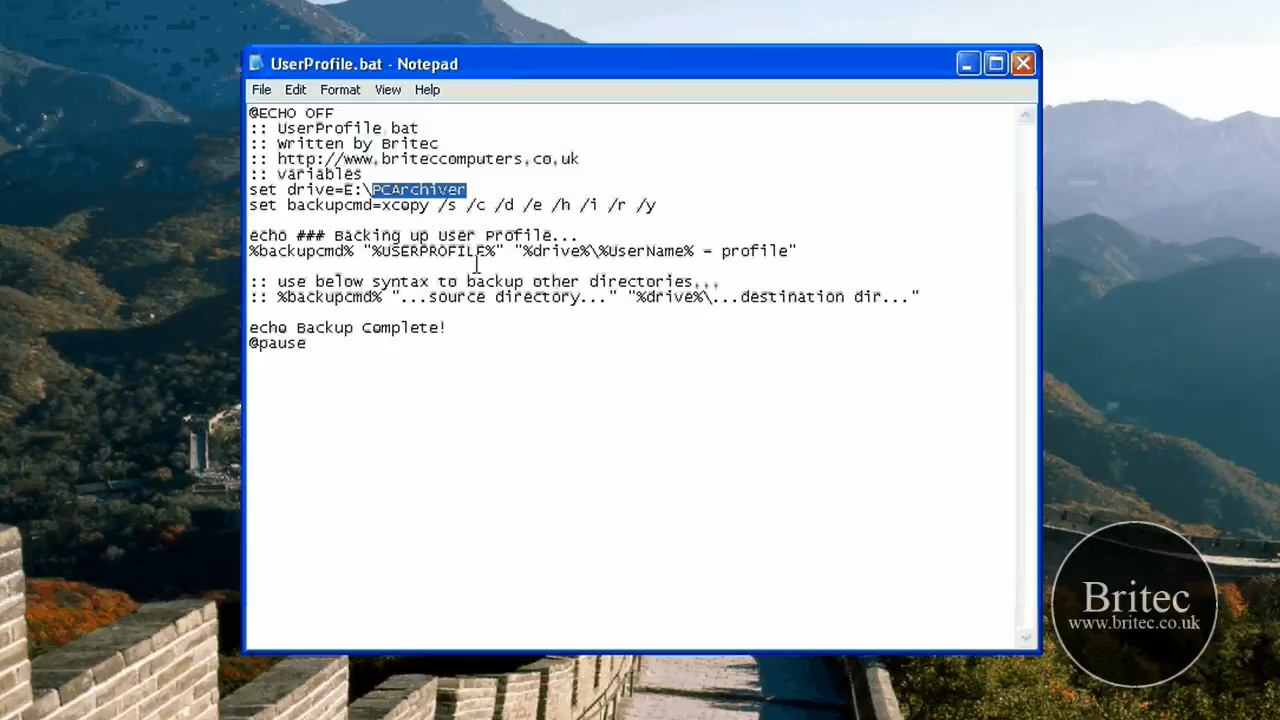 UserProfile.bat - Notepad
File Edit Format View Help
@ECHO OFF
:: UserProfile.bat
:: Written by Britec
:: http://www.briteccomputers.co.uk
:: variables
set drive=E:\PCArchiver
set backupcmd=xcopy /s /c /d /e /h /i /r /y
echo ### Backing up User Profile...
%backupcmd% "%USERPROFILE%" "%drive%\%UserName% - profile"
:: use below syntax to backup other directories...
:: %backupcmd% "...source directory..." "%drive%\...destination dir..."
echo Backup Complete!
@pause
Britec
www.britec.co.uk